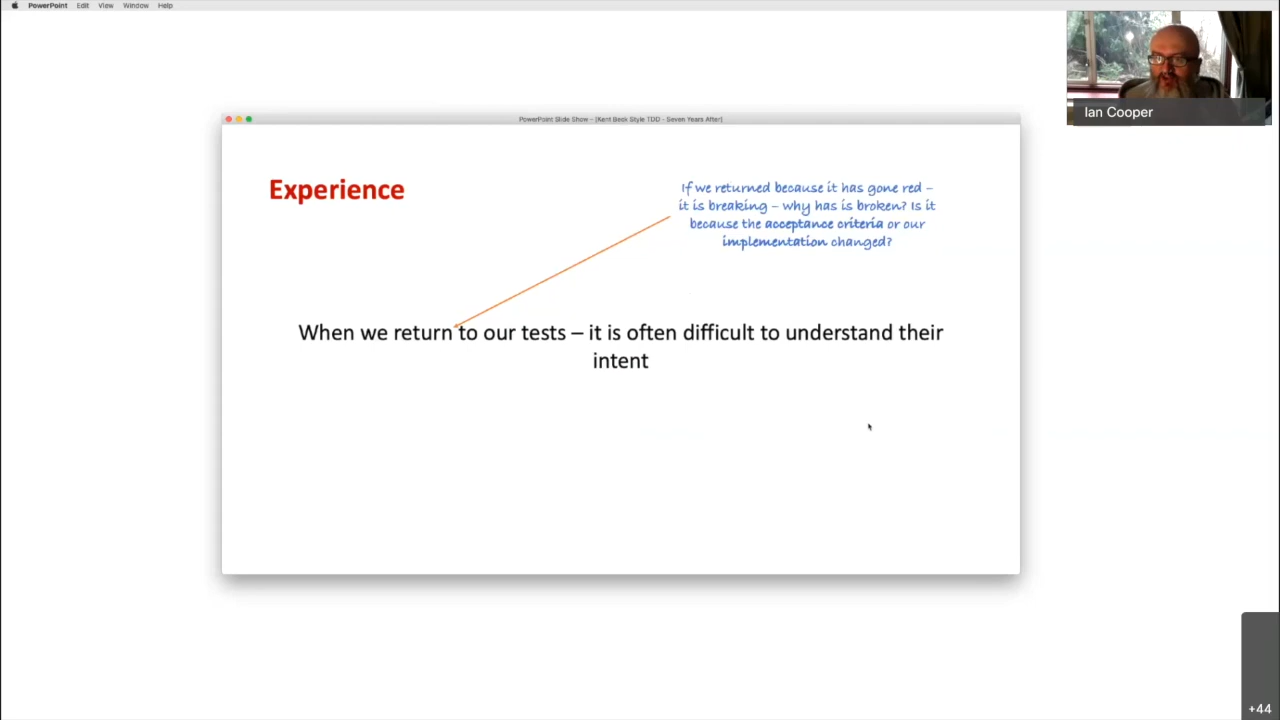 PowerPoint Edit View Window Help
Ian Cooper
PowerPoint Slide Show - [Kent Beck Style TDD - Seven Years After]
Experience
If we returned because it has gone red –
it is breaking – why has is broken? Is it
because the acceptance criteria or our
implementation changed?
When we return to our tests – it is often difficult to understand their
intent
+44